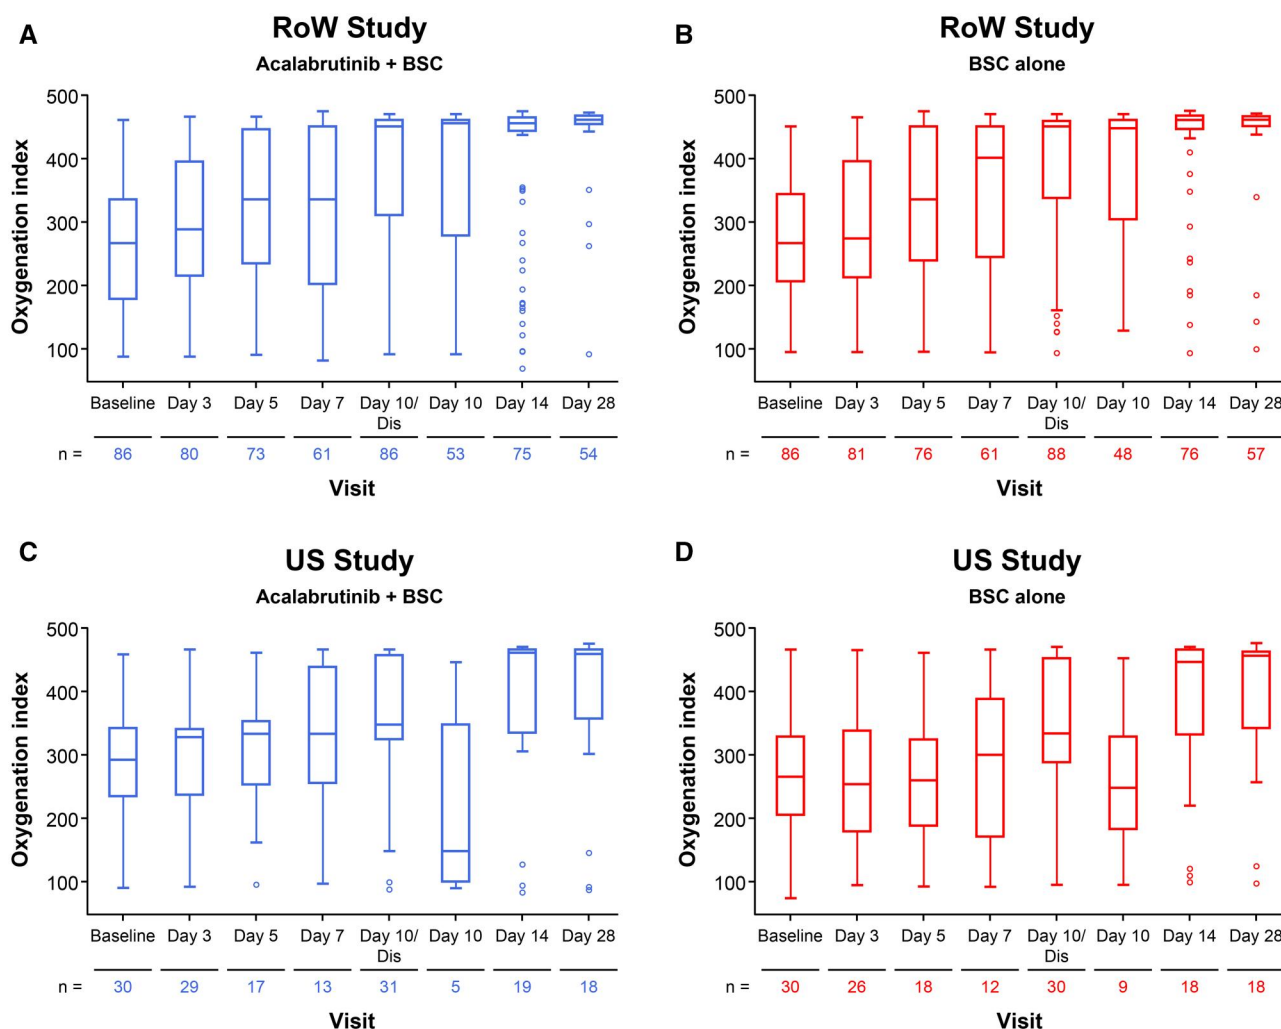 A
RoW Study
Acalabrutinib + BSC
Oxygenation index
500
400
300
200
100
Baseline Day 3 Day 5 Day 7 Day 10/ Day 10 Day 14 Day 28
Dis
n = 86 80 73 61 86 53 75 54
Visit
B
RoW Study
BSC alone
Oxygenation index
500
400
300
200
100
Baseline Day 3 Day 5 Day 7 Day 10/ Day 10 Day 14 Day 28
Dis
n = 86 81 76 61 88 48 76 57
Visit
C
US Study
Acalabrutinib + BSC
Oxygenation index
500
400
300
200
100
Baseline Day 3 Day 5 Day 7 Day 10/ Day 10 Day 14 Day 28
Dis
n = 30 29 17 13 31 5 19 18
Visit
D
US Study
BSC alone
Oxygenation index
500
400
300
200
100
Baseline Day 3 Day 5 Day 7 Day 10/ Day 10 Day 14 Day 28
Dis
n = 30 26 18 12 30 9 18 18
Visit